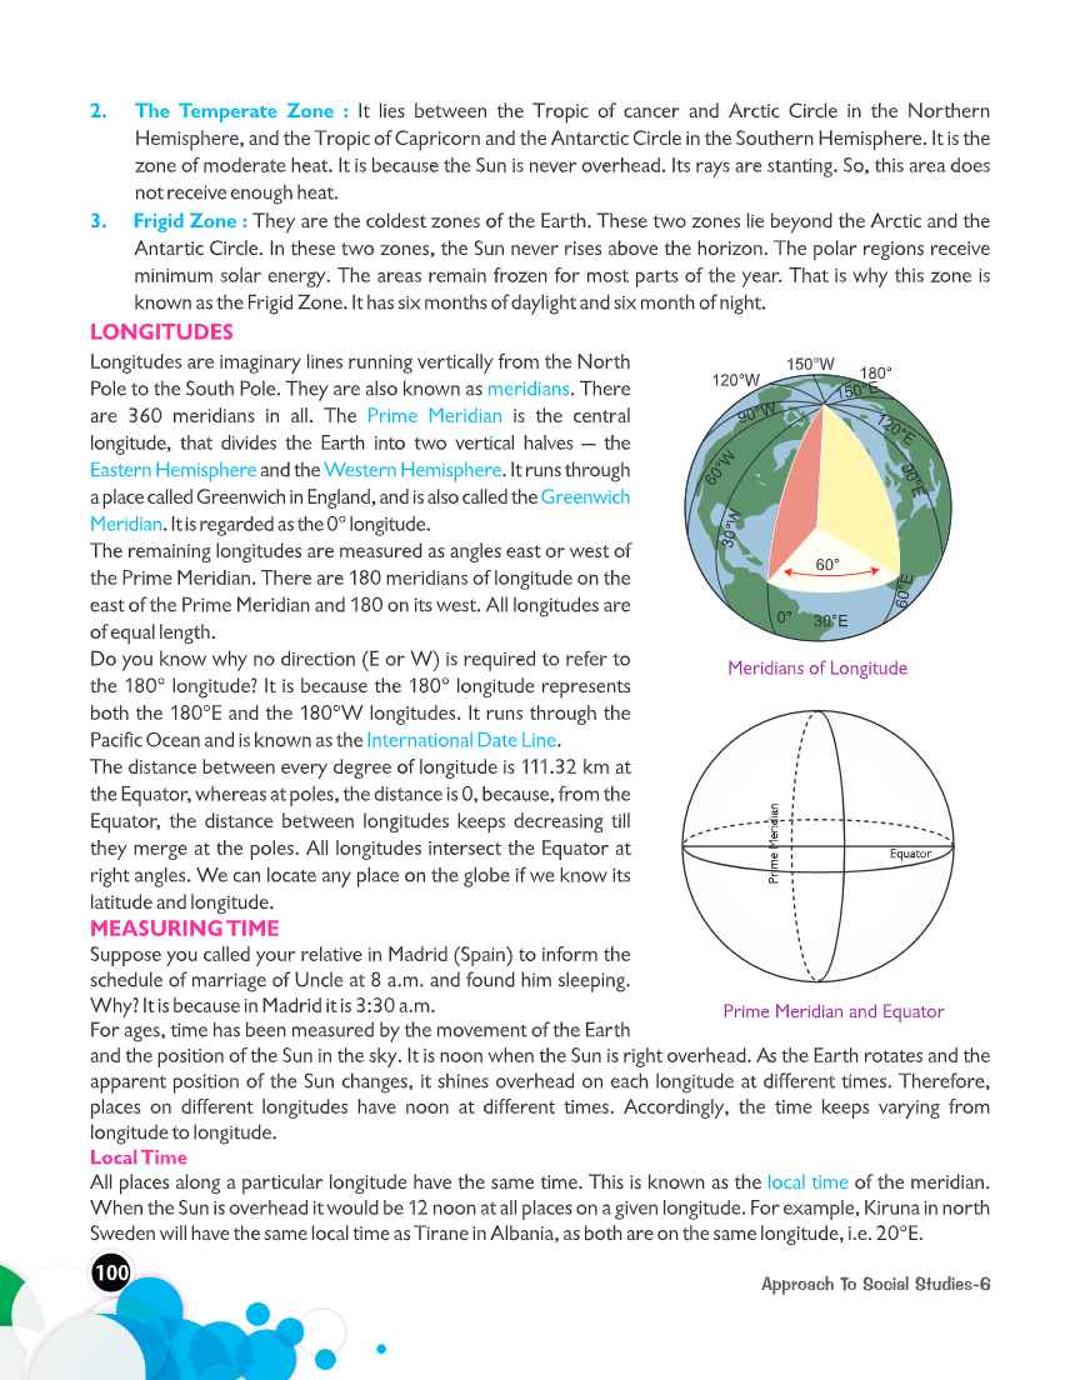 2. The Temperate Zone : It lies between the Tropic of cancer and Arctic Circle in the Northern
Hemisphere, and the Tropic of Capricorn and the Antarctic Circle in the Southern Hemisphere. It is the
zone of moderate heat. It is because the Sun is never overhead. Its rays are stanting. So, this area does
not receive enough heat.
3. Frigid Zone : They are the coldest zones of the Earth. These two zones lie beyond the Arctic and the
Antartic Circle. In these two zones, the Sun never rises above the horizon. The polar regions receive
minimum solar energy. The areas remain frozen for most parts of the year. That is why this zone is
known as the Frigid Zone. It has six months of daylight and six month of night.
LONGITUDES
Longitudes are imaginary lines running vertically from the North
Pole to the South Pole. They are also known as meridians. There
are 360 meridians in all. The Prime Meridian is the central
longitude, that divides the Earth into two vertical halves – the
Eastern Hemisphere and the Western Hemisphere. It runs through
a place called Greenwich in England, and is also called the Greenwich
Meridian. It is regarded as the 0° longitude.
The remaining longitudes are measured as angles east or west of
the Prime Meridian. There are 180 meridians of longitude on the
east of the Prime Meridian and 180 on its west. All longitudes are
of equal length.
Do you know why no direction (E or W) is required to refer to
the 180° longitude? It is because the 180° longitude represents
both the 180°E and the 180°W longitudes. It runs through the
Pacific Ocean and is known as the International Date Line.
The distance between every degree of longitude is 111.32 km at
the Equator, whereas at poles, the distance is 0, because, from the
Equator, the distance between longitudes keeps decreasing till
they merge at the poles. All longitudes intersect the Equator at
right angles. We can locate any place on the globe if we know its
latitude and longitude.
150°W
180°
120°W
150°E
90°W
120°E
60°W
90°E
30°W
60°
60°E
0°
30°E
Meridians of Longitude
Prime Meridian
Equator
Prime Meridian and Equator
MEASURING TIME
Suppose you called your relative in Madrid (Spain) to inform the
schedule of marriage of Uncle at 8 a.m. and found him sleeping.
Why? It is because in Madrid it is 3:30 a.m.
For ages, time has been measured by the movement of the Earth
and the position of the Sun in the sky. It is noon when the Sun is right overhead. As the Earth rotates and the
apparent position of the Sun changes, it shines overhead on each longitude at different times. Therefore,
places on different longitudes have noon at different times. Accordingly, the time keeps varying from
longitude to longitude.
Local Time
All places along a particular longitude have the same time. This is known as the local time of the meridian.
When the Sun is overhead it would be 12 noon at all places on a given longitude. For example, Kiruna in north
Sweden will have the same local time as Tirane in Albania, as both are on the same longitude, i.e. 20°E.
100
Approach To Social Studies-6